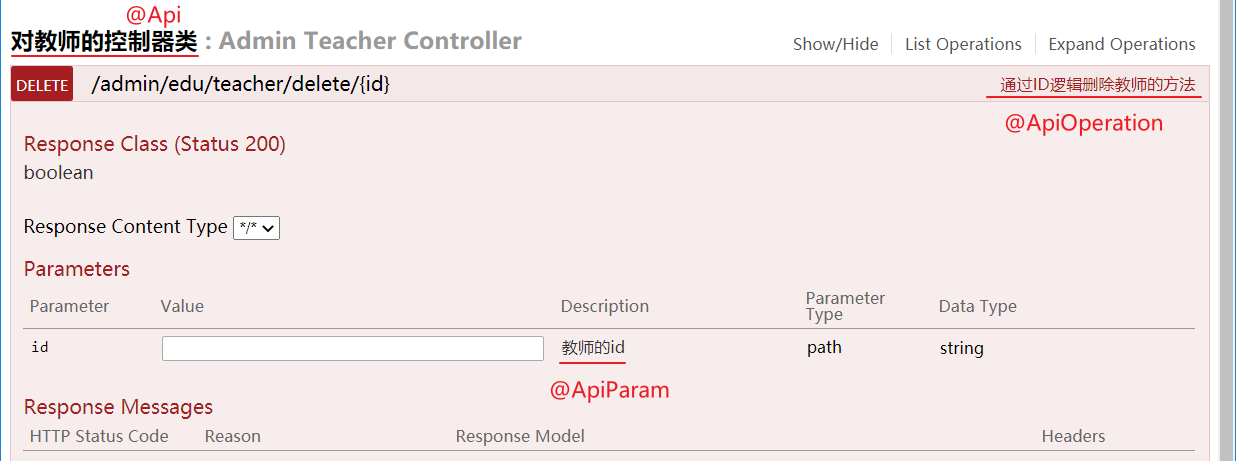 @Api
对教师的控制器类 : Admin Teacher Controller
Show/Hide List Operations Expand Operations
DELETE /admin/edu/teacher/delete/{id} 通过ID逻辑删除教师的方法
@ApiOperation
Response Class (Status 200)
boolean
Response Content Type */*
Parameters
Parameter Value Description Parameter Type Data Type
id 教师的id path string
@ApiParam
Response Messages
HTTP Status Code Reason Response Model Headers